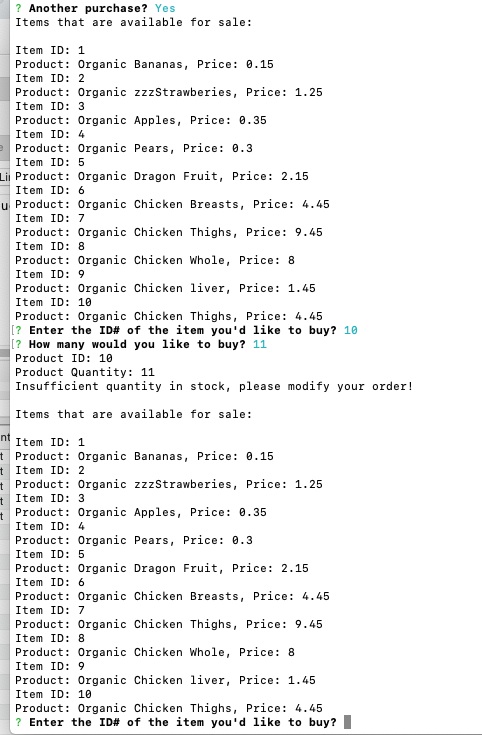 ? Another purchase? Yes
Items that are available for sale:
Item ID: 1
Product: Organic Bananas, Price: 0.15
Item ID: 2
Product: Organic zzzStrawberies, Price: 1.25
Item ID: 3
Product: Organic Apples, Price: 0.35
Item ID: 4
Product: Organic Pears, Price: 0.3
Item ID: 5
Product: Organic Dragon Fruit, Price: 2.15
Item ID: 6
Product: Organic Chicken Breasts, Price: 4.45
Item ID: 7
Product: Organic Chicken Thighs, Price: 9.45
Item ID: 8
Product: Organic Chicken Whole, Price: 8
Item ID: 9
Product: Organic Chicken liver, Price: 1.45
Item ID: 10
Product: Organic Chicken Thighs, Price: 4.45
[? Enter the ID# of the item you'd like to buy? 10
[? How many would you like to buy? 11
Product ID: 10
Product Quantity: 11
Insufficient quantity in stock, please modify your order!
Items that are available for sale:
Item ID: 1
Product: Organic Bananas, Price: 0.15
Item ID: 2
Product: Organic zzzStrawberies, Price: 1.25
Item ID: 3
Product: Organic Apples, Price: 0.35
Item ID: 4
Product: Organic Pears, Price: 0.3
Item ID: 5
Product: Organic Dragon Fruit, Price: 2.15
Item ID: 6
Product: Organic Chicken Breasts, Price: 4.45
Item ID: 7
Product: Organic Chicken Thighs, Price: 9.45
Item ID: 8
Product: Organic Chicken Whole, Price: 8
Item ID: 9
Product: Organic Chicken liver, Price: 1.45
Item ID: 10
Product: Organic Chicken Thighs, Price: 4.45
? Enter the ID# of the item you'd like to buy?